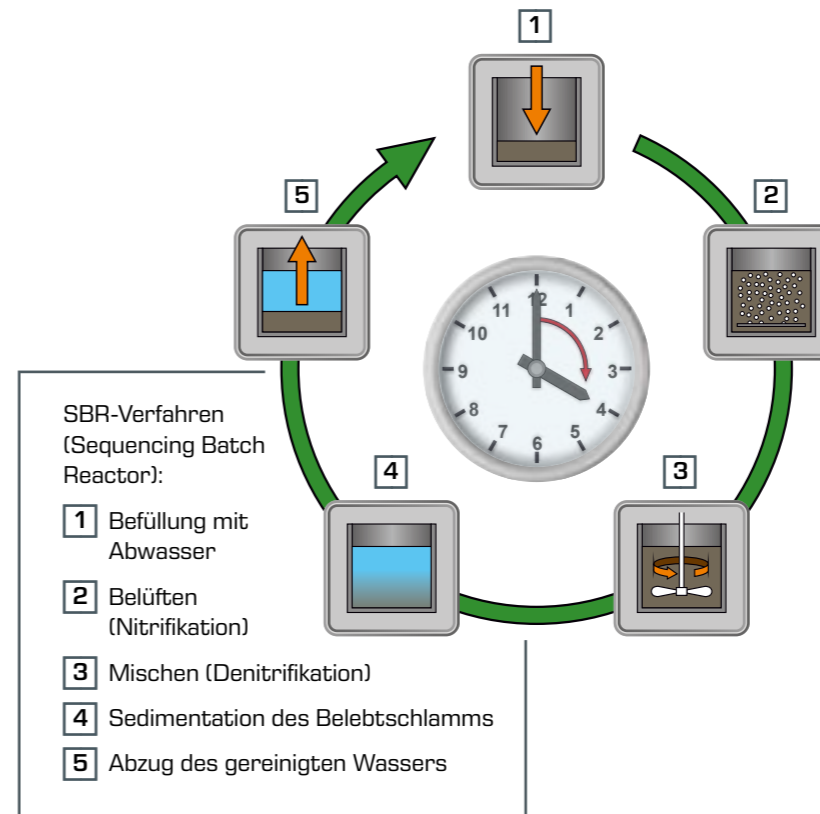 1
5
2
12
11
1
10
2
9
3
8
4
7
5
6
4
3
SBR-Verfahren
(Sequencing Batch
Reactor):
1 Befüllung mit
Abwasser
2 Belüften
(Nitrifikation)
3 Mischen (Denitrifikation)
4 Sedimentation des Belebtschlamms
5 Abzug des gereinigten Wassers